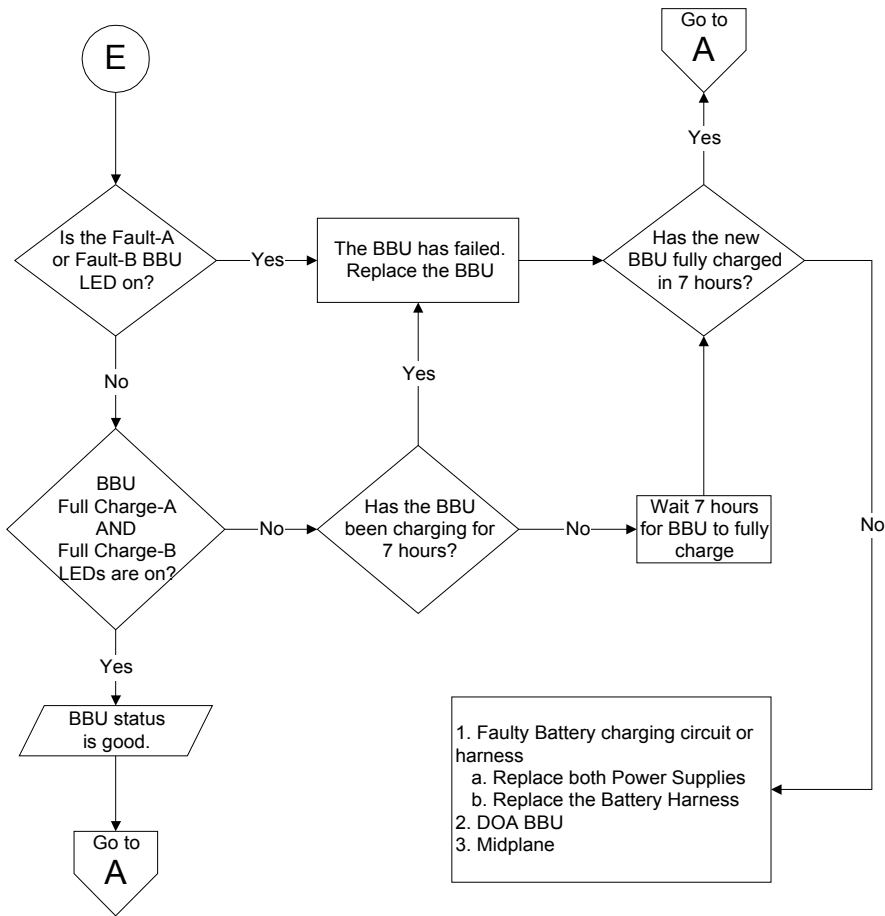 E
Go to
A
Yes
Is the Fault-A
or Fault-B BBU
LED on?
Yes
The BBU has failed.
Replace the BBU
Has the new
BBU fully charged
in 7 hours?
No
Yes
BBU
Full Charge-A
AND
Full Charge-B
LEDs are on?
No
Has the BBU
been charging for
7 hours?
No
Wait 7 hours
for BBU to fully
charge
No
Yes
BBU status
is good.
1. Faulty Battery charging circuit or
harness
a. Replace both Power Supplies
b. Replace the Battery Harness
2. DOA BBU
3. Midplane
Go to
A